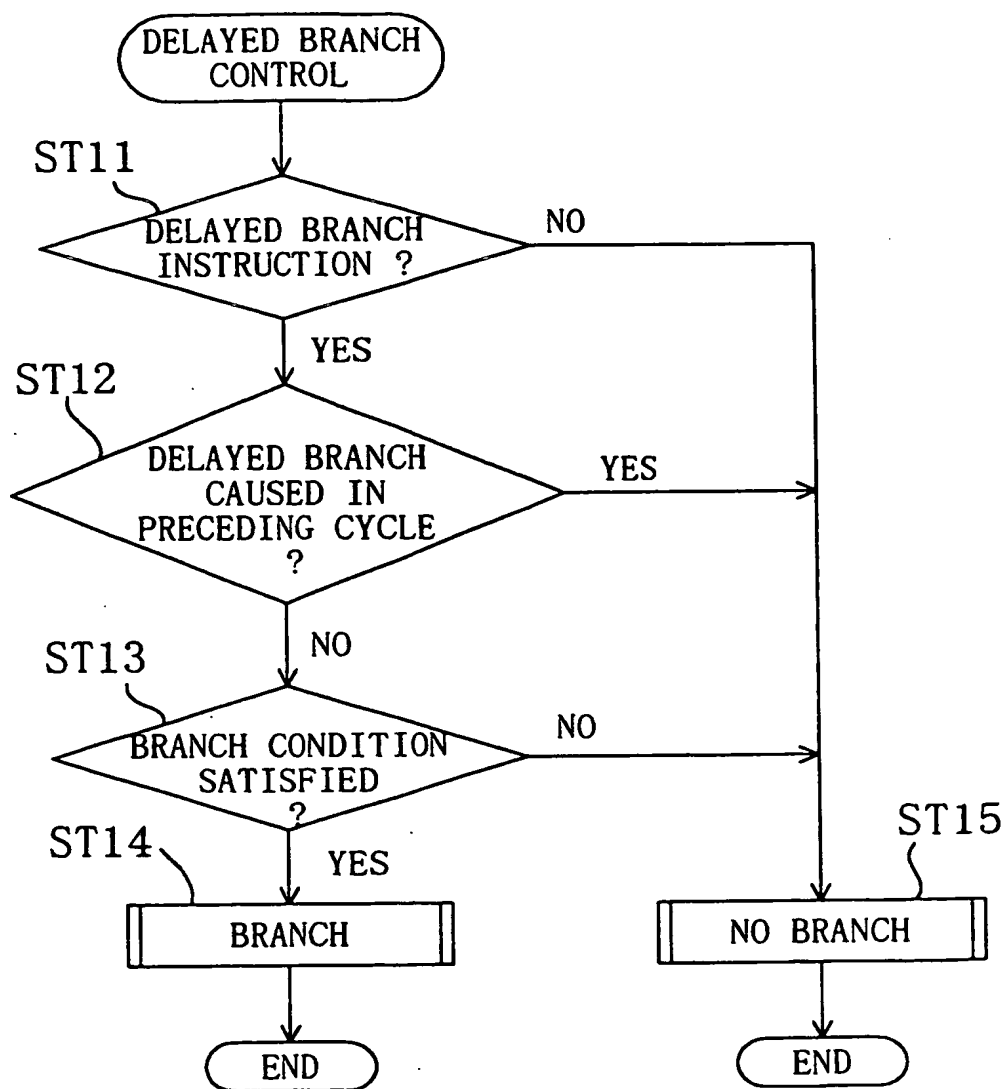 DELAYED BRANCH
CONTROL
ST11
DELAYED BRANCH
INSTRUCTION ?
NO
YES
ST12
DELAYED BRANCH
CAUSED IN
PRECEDING CYCLE
?
YES
NO
ST13
BRANCH CONDITION
SATISFIED
?
NO
YES
ST14
BRANCH
ST15
NO BRANCH
END
END